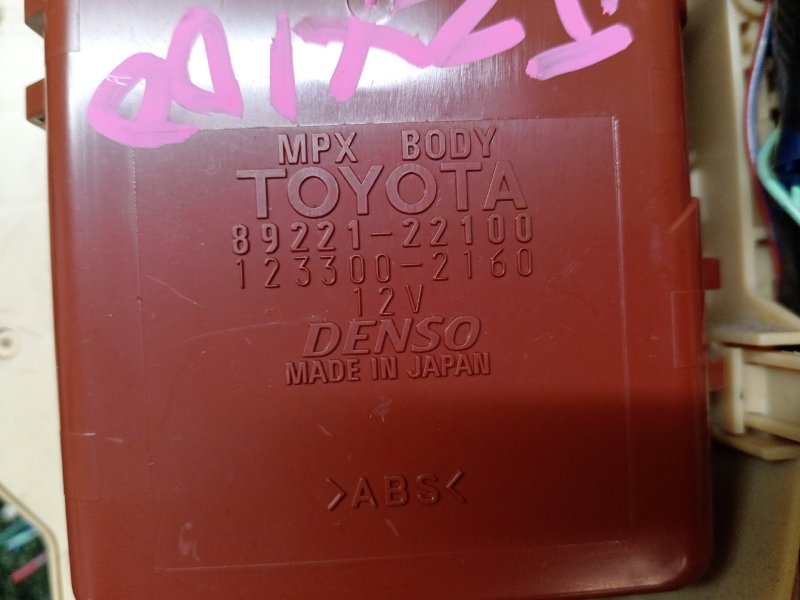 MPX BODY
TOYOTA
89221-22100
123300-2160
12V
DENSO
MADE IN JAPAN
>ABS<